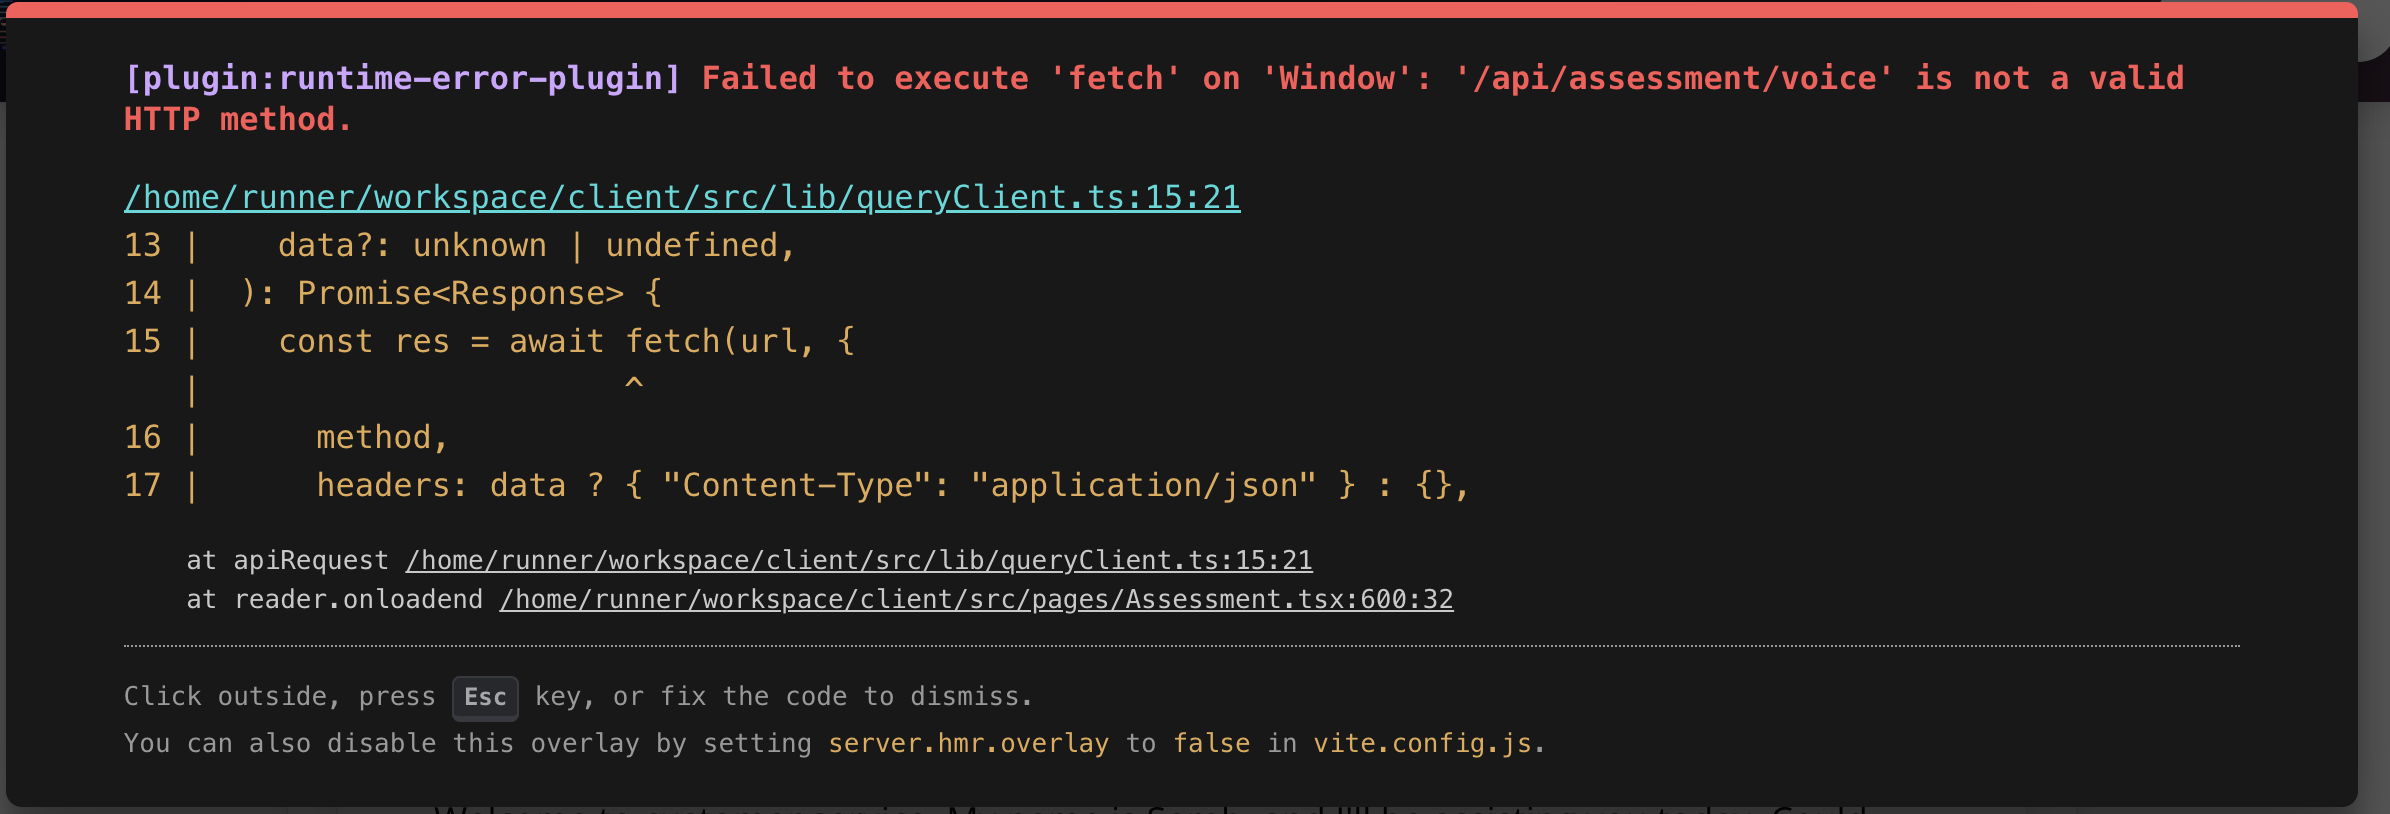 [plugin:runtime-error-plugin] Failed to execute 'fetch' on 'Window': '/api/assessment/voice' is not a valid
HTTP method.
/home/runner/workspace/client/src/lib/queryClient.ts:15:21
13 |    data?: unknown | undefined,
14 |  ): Promise<Response> {
15 |    const res = await fetch(url, {
   |                      ^
16 |      method,
17 |      headers: data ? { "Content-Type": "application/json" } : {},
at apiRequest /home/runner/workspace/client/src/lib/queryClient.ts:15:21
at reader.onloadend /home/runner/workspace/client/src/pages/Assessment.tsx:600:32
Click outside, press Esc key, or fix the code to dismiss.
You can also disable this overlay by setting server.hmr.overlay to false in vite.config.js.